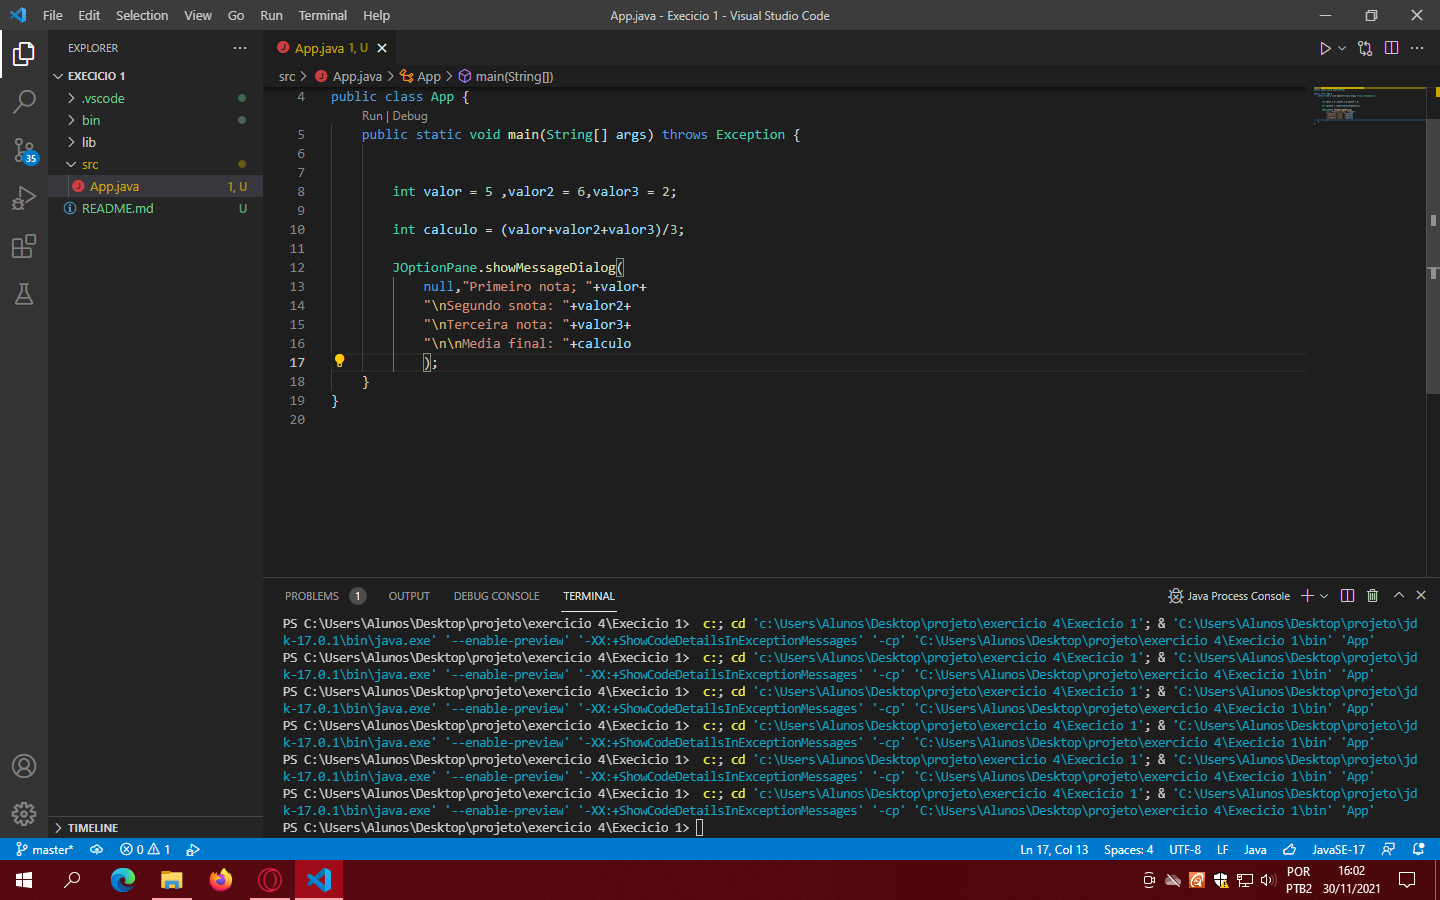 File Edit Selection View Go Run Terminal Help
App.java - Execicio 1 - Visual Studio Code
EXPLORER
EXECICIO 1
.vscode
bin
lib
src
App.java 1, U
README.md U
TIMELINE
35
App.java 1, U
src > App.java > App > main(String[])
4 public class App {
Run | Debug
5 public static void main(String[] args) throws Exception {
6
7
8 int valor = 5 ,valor2 = 6,valor3 = 2;
9
10 int calculo = (valor+valor2+valor3)/3;
11
12 JOptionPane.showMessageDialog(
13 null,"Primeiro nota; "+valor+
14 "\nSegundo snota: "+valor2+
15 "\nTerceira nota: "+valor3+
16 "\n\nMedia final: "+calculo
17 );
18 }
19 }
20
PROBLEMS 1 OUTPUT DEBUG CONSOLE TERMINAL
Java Process Console
PS C:\Users\Alunos\Desktop\projeto\exercicio 4\Execicio 1> c:; cd 'c:\Users\Alunos\Desktop\projeto\exercicio 4\Execicio 1'; & 'C:\Users\Alunos\Desktop\projeto\jd
k-17.0.1\bin\java.exe' '--enable-preview' '-XX:+ShowCodeDetailsInExceptionMessages' '-cp' 'C:\Users\Alunos\Desktop\projeto\exercicio 4\Execicio 1\bin' 'App'
PS C:\Users\Alunos\Desktop\projeto\exercicio 4\Execicio 1> c:; cd 'c:\Users\Alunos\Desktop\projeto\exercicio 4\Execicio 1'; & 'C:\Users\Alunos\Desktop\projeto\jd
k-17.0.1\bin\java.exe' '--enable-preview' '-XX:+ShowCodeDetailsInExceptionMessages' '-cp' 'C:\Users\Alunos\Desktop\projeto\exercicio 4\Execicio 1\bin' 'App'
PS C:\Users\Alunos\Desktop\projeto\exercicio 4\Execicio 1> c:; cd 'c:\Users\Alunos\Desktop\projeto\exercicio 4\Execicio 1'; & 'C:\Users\Alunos\Desktop\projeto\jd
k-17.0.1\bin\java.exe' '--enable-preview' '-XX:+ShowCodeDetailsInExceptionMessages' '-cp' 'C:\Users\Alunos\Desktop\projeto\exercicio 4\Execicio 1\bin' 'App'
PS C:\Users\Alunos\Desktop\projeto\exercicio 4\Execicio 1> c:; cd 'c:\Users\Alunos\Desktop\projeto\exercicio 4\Execicio 1'; & 'C:\Users\Alunos\Desktop\projeto\jd
k-17.0.1\bin\java.exe' '--enable-preview' '-XX:+ShowCodeDetailsInExceptionMessages' '-cp' 'C:\Users\Alunos\Desktop\projeto\exercicio 4\Execicio 1\bin' 'App'
PS C:\Users\Alunos\Desktop\projeto\exercicio 4\Execicio 1> c:; cd 'c:\Users\Alunos\Desktop\projeto\exercicio 4\Execicio 1'; & 'C:\Users\Alunos\Desktop\projeto\jd
k-17.0.1\bin\java.exe' '--enable-preview' '-XX:+ShowCodeDetailsInExceptionMessages' '-cp' 'C:\Users\Alunos\Desktop\projeto\exercicio 4\Execicio 1\bin' 'App'
PS C:\Users\Alunos\Desktop\projeto\exercicio 4\Execicio 1> c:; cd 'c:\Users\Alunos\Desktop\projeto\exercicio 4\Execicio 1'; & 'C:\Users\Alunos\Desktop\projeto\jd
k-17.0.1\bin\java.exe' '--enable-preview' '-XX:+ShowCodeDetailsInExceptionMessages' '-cp' 'C:\Users\Alunos\Desktop\projeto\exercicio 4\Execicio 1\bin' 'App'
PS C:\Users\Alunos\Desktop\projeto\exercicio 4\Execicio 1>
master* 0 1 Ln 17, Col 13 Spaces: 4 UTF-8 LF Java JavaSE-17
POR 16:02
PTB2 30/11/2021